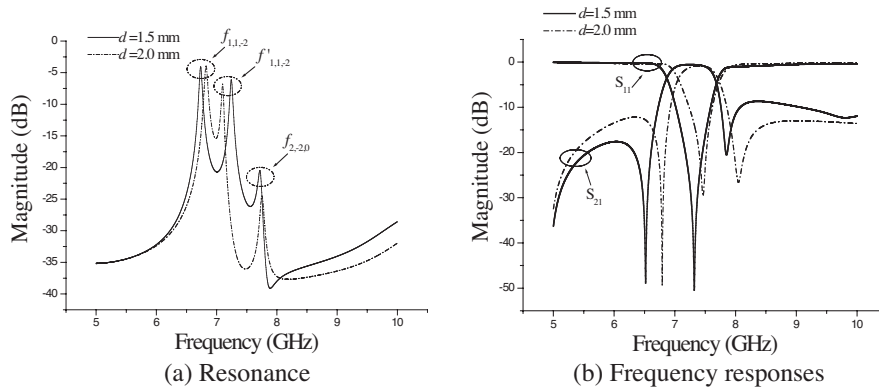 d=1.5 mm
d=2.0 mm
f1,1,-2
f'1,1,-2
f2,-2,0
0
-5
-10
-15
-20
-25
-30
-35
-40
Magnitude (dB)
5 6 7 8 9 10
Frequency (GHz)
(a) Resonance
d=1.5 mm
d=2.0 mm
S11
S21
0
-10
-20
-30
-40
-50
Magnitude (dB)
5 6 7 8 9 10
Frequency (GHz)
(b) Frequency responses